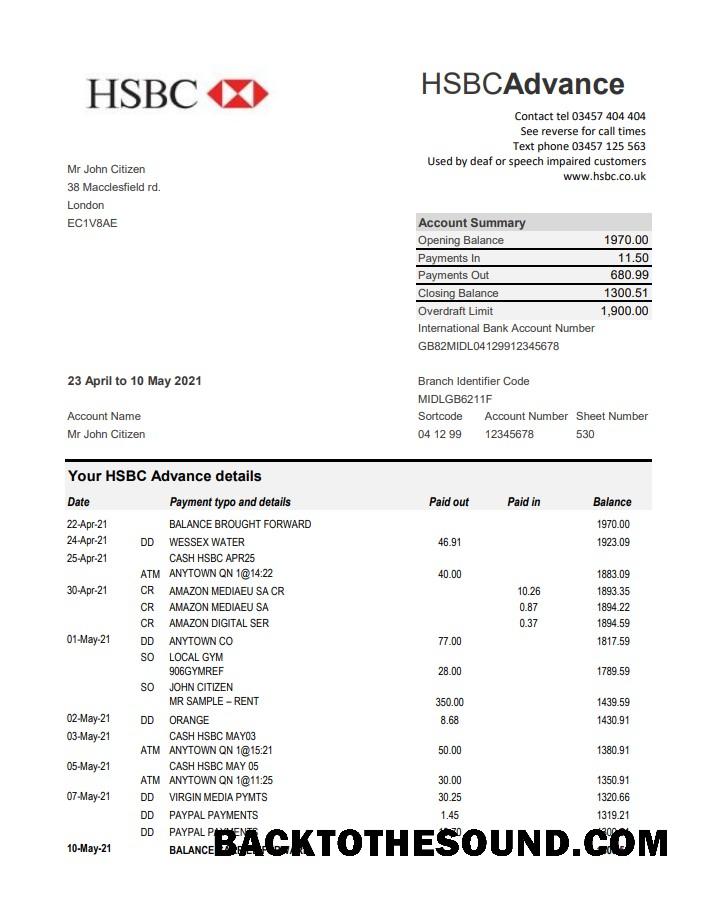 HSBC
HSBCAdvance
Contact tel 03457 404 404
See reverse for call times
Text phone 03457 125 563
Used by deaf or speech impaired customers
www.hsbc.co.uk
Mr John Citizen
38 Macclesfield rd.
London
EC1V8AE
Account Summary
Opening Balance 1970.00
Payments In 11.50
Payments Out 680.99
Closing Balance 1300.51
Overdraft Limit 1,900.00
International Bank Account Number
GB82MIDL04129912345678
23 April to 10 May 2021
Branch Identifier Code
MIDLGB6211F
Account Name
Mr John Citizen
Sortcode Account Number Sheet Number
04 12 99 12345678 530
Your HSBC Advance details
Date Payment typo and details Paid out Paid in Balance
22-Apr-21 BALANCE BROUGHT FORWARD 1970.00
24-Apr-21 DD WESSEX WATER 46.91 1923.09
25-Apr-21 CASH HSBC APR25
ATM ANYTOWN QN 1@14:22 40.00 1883.09
30-Apr-21 CR AMAZON MEDIAEU SA CR 10.26 1893.35
CR AMAZON MEDIAEU SA 0.87 1894.22
CR AMAZON DIGITAL SER 0.37 1894.59
01-May-21 DD ANYTOWN CO 77.00 1817.59
SO LOCAL GYM
906GYMREF 28.00 1789.59
SO JOHN CITIZEN
MR SAMPLE – RENT 350.00 1439.59
02-May-21 DD ORANGE 8.68 1430.91
03-May-21 CASH HSBC MAY03
ATM ANYTOWN QN 1@15:21 50.00 1380.91
05-May-21 CASH HSBC MAY 05
ATM ANYTOWN QN 1@11:25 30.00 1350.91
07-May-21 DD VIRGIN MEDIA PYMTS 30.25 1320.66
DD PAYPAL PAYMENTS 1.45 1319.21
DD PAYPAL PAYMENTS
BACKTOTHESOUND.COM
10-May-21 BALANCE